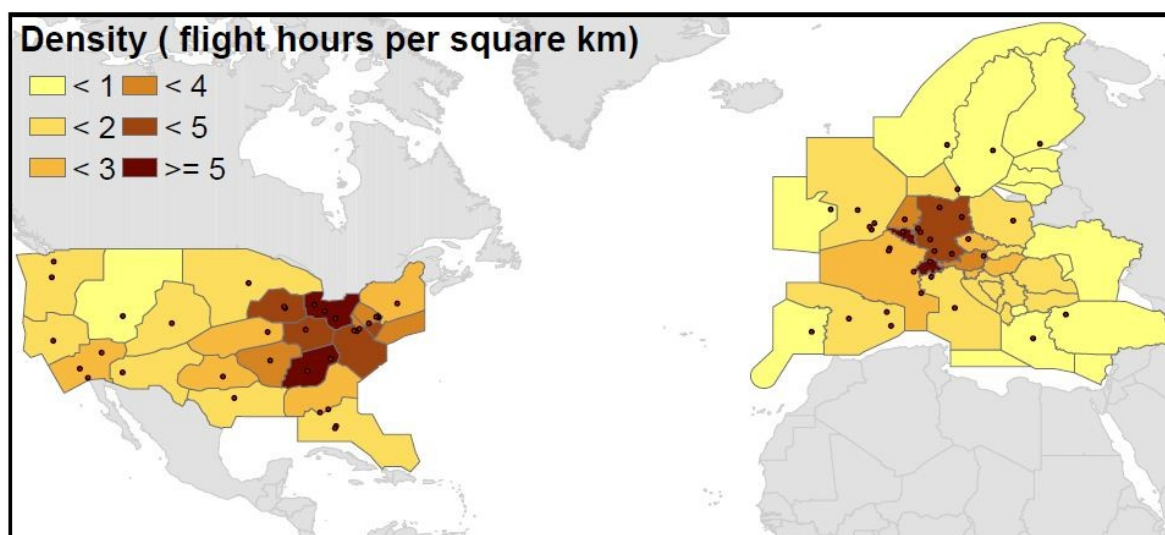 Density ( flight hours per square km)
< 1 < 4
< 2 < 5
< 3 >= 5